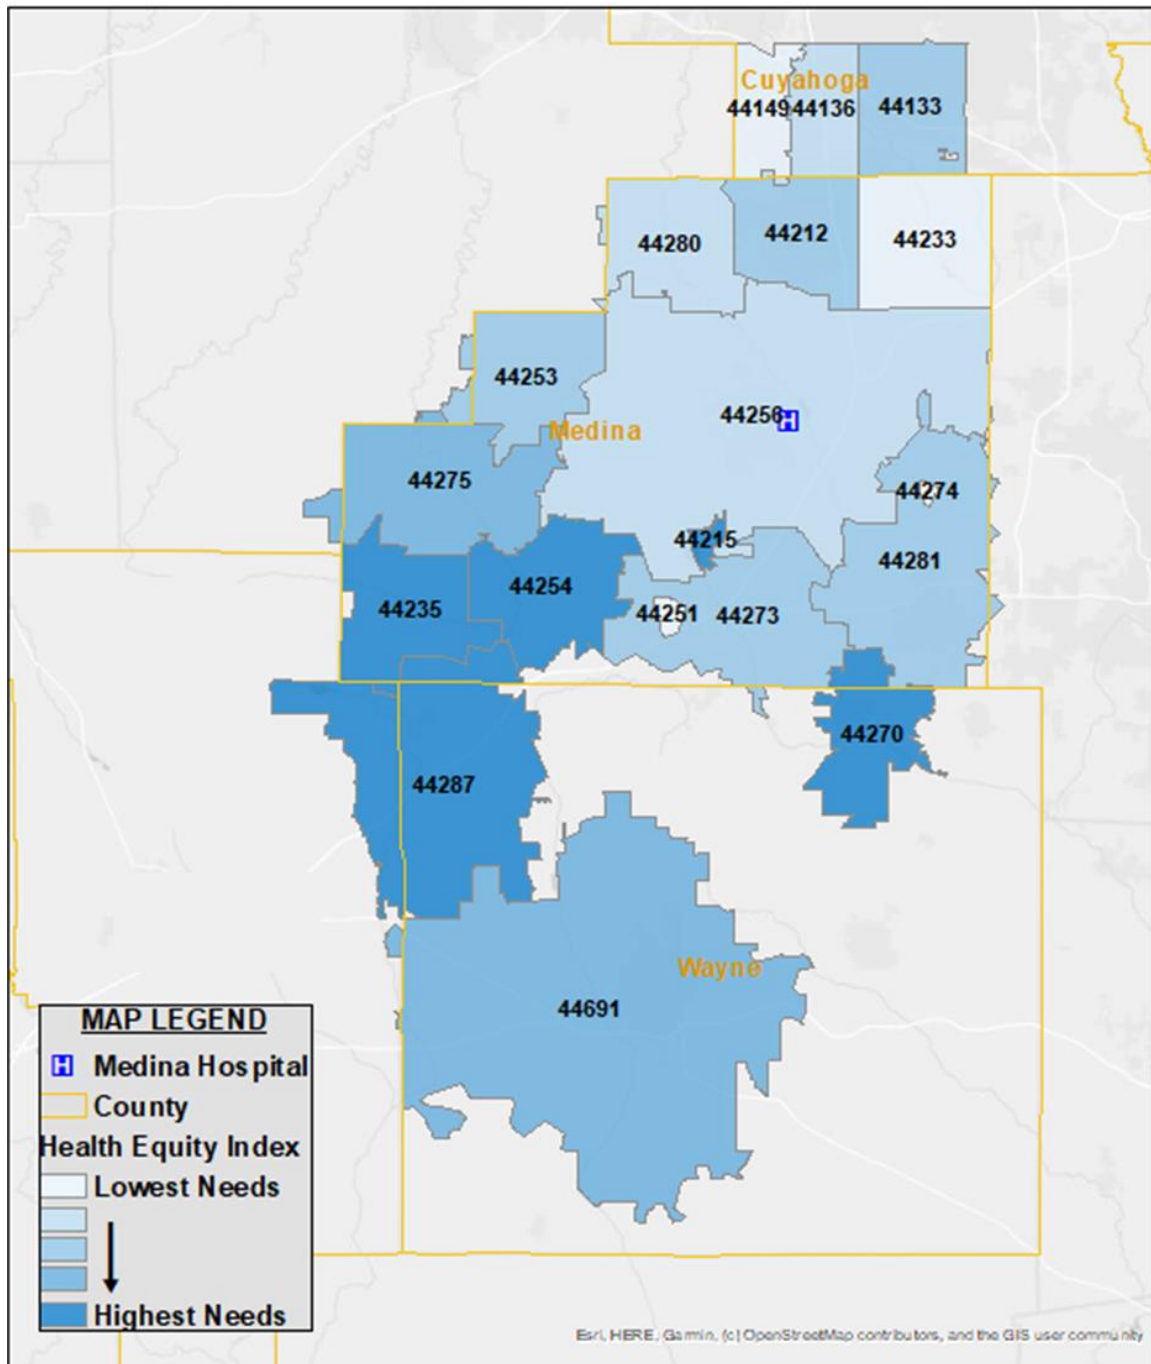 Cuyahoga
44149
44136
44133
44280
44212
44233
44253
44256
H
Medina
44275
44274
44215
44281
44254
44235
44251
44273
44270
44287
Wayne
44691
MAP LEGEND
H Medina Hospital
County
Health Equity Index
Lowest Needs
Highest Needs
Esri, HERE, Garmin, (c) OpenStreetMap contributors, and the GIS user community